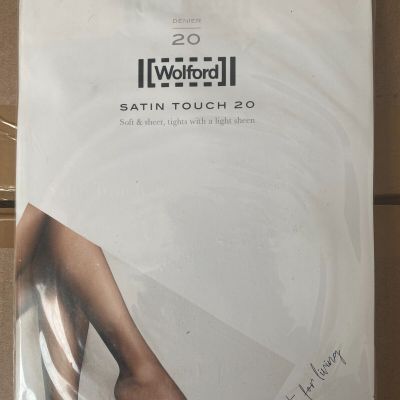 DENIER
20
Wolford
SATIN TOUCH 20
Soft & sheer, tights with a light sheen
for living